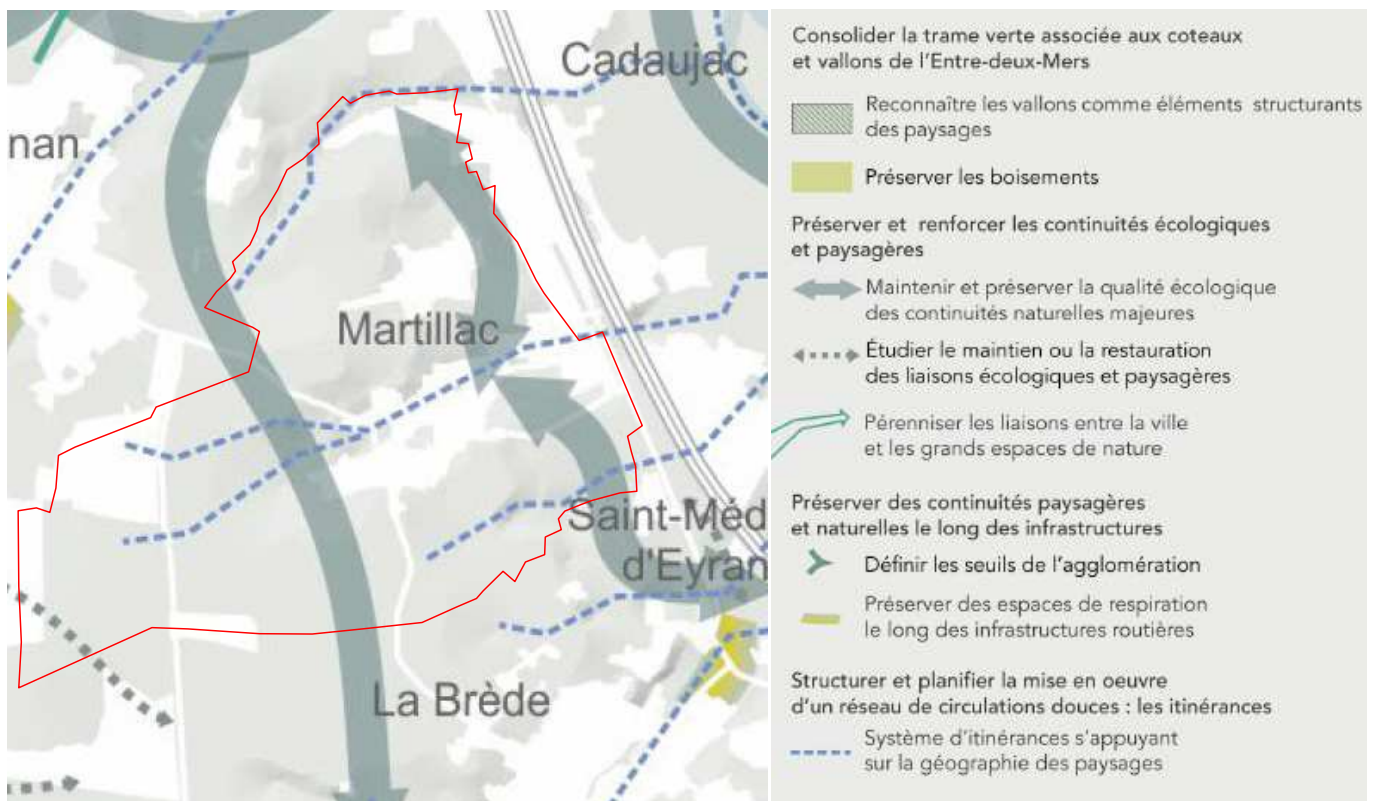 Cadaujac
nan
Martillac
Saint-Méd
d'Eyran
La Brède
Consolider la trame verte associée aux coteaux
et vallons de l'Entre-deux-Mers
Reconnaître les vallons comme éléments structurants
des paysages
Préserver les boisements
Préserver et renforcer les continuités écologiques
et paysagères
Maintenir et préserver la qualité écologique
des continuités naturelles majeures
Étudier le maintien ou la restauration
des liaisons écologiques et paysagères
Pérenniser les liaisons entre la ville
et les grands espaces de nature
Préserver des continuités paysagères
et naturelles le long des infrastructures
Définir les seuils de l'agglomération
Préserver des espaces de respiration
le long des infrastructures routières
Structurer et planifier la mise en oeuvre
d'un réseau de circulations douces : les itinérances
Système d'itinérances s'appuyant
sur la géographie des paysages